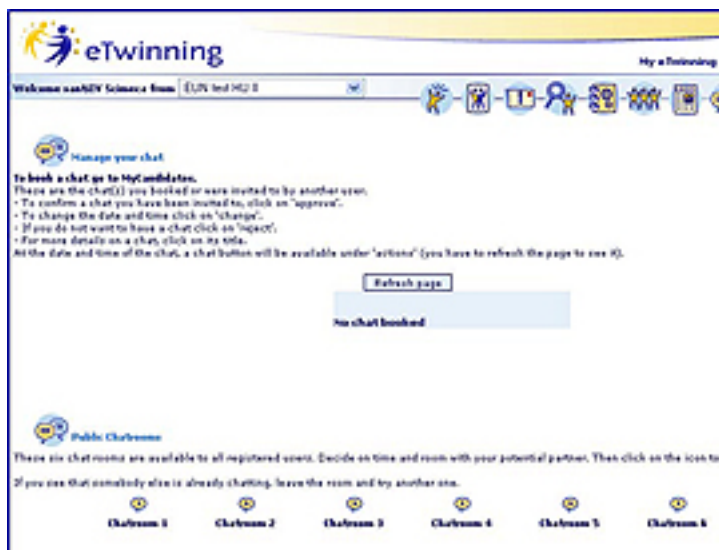 eTwinning
My eTwinning
Welcome Scimeca from EUN test HU II
Manage your chat
To book a chat go to MyCandidates.
These are the chat(s) you booked or were invited to by another user.
- To confirm a chat you have been invited to, click on "approve".
- To change the date and time click on "change".
- If you do not want to have a chat click on "reject".
- For more details on a chat, click on its title.
At the date and time of the chat, a chat button will be available under "actions" (you have to refresh the page to see it).
Refresh page
No chat booked
Public Chatrooms
These six chat rooms are available to all registered users. Decide on time and room with your potential partner. Then click on the icon to
If you see that somebody else is already chatting, leave the room and try another one.
Chatroom 1 Chatroom 2 Chatroom 3 Chatroom 4 Chatroom 5 Chatroom 6